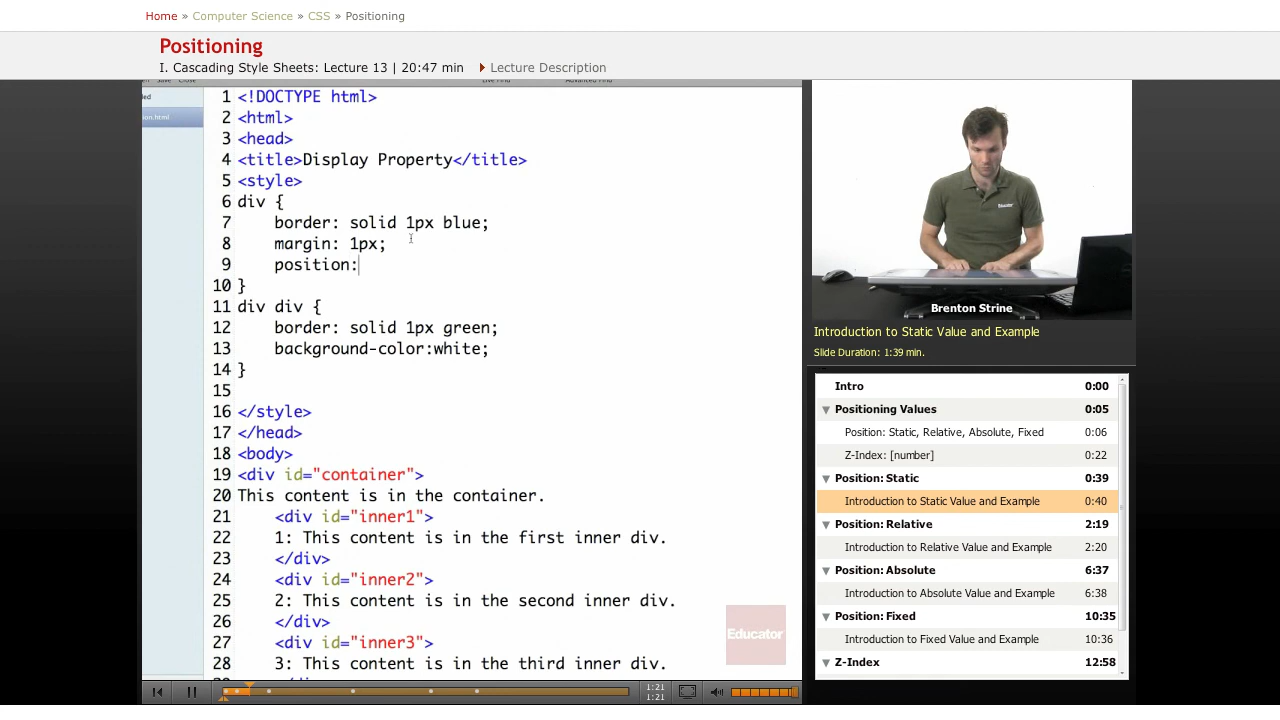 Home » Computer Science » CSS » Positioning
Positioning
I. Cascading Style Sheets: Lecture 13 | 20:47 min Lecture Description
son.html
1 <!DOCTYPE html>
2 <html>
3 <head>
4 <title>Display Property</title>
5 <style>
6 div {
7 border: solid 1px blue;
8 margin: 1px;
9 position:
10 }
11 div div {
12 border: solid 1px green;
13 background-color:white;
14 }
15
16 </style>
17 </head>
18 <body>
19 <div id="container">
20 This content is in the container.
21 <div id="inner1">
22 1: This content is in the first inner div.
23 </div>
24 <div id="inner2">
25 2: This content is in the second inner div.
26 </div>
27 <div id="inner3">
28 3: This content is in the third inner div.
Educator
1:21
1:21
Educator
Brenton Strine
Introduction to Static Value and Example
Slide Duration: 1:39 min.
Intro 0:00
Positioning Values 0:05
Position: Static, Relative, Absolute, Fixed 0:06
Z-Index: [number] 0:22
Position: Static 0:39
Introduction to Static Value and Example 0:40
Position: Relative 2:19
Introduction to Relative Value and Example 2:20
Position: Absolute 6:37
Introduction to Absolute Value and Example 6:38
Position: Fixed 10:35
Introduction to Fixed Value and Example 10:36
Z-Index 12:58